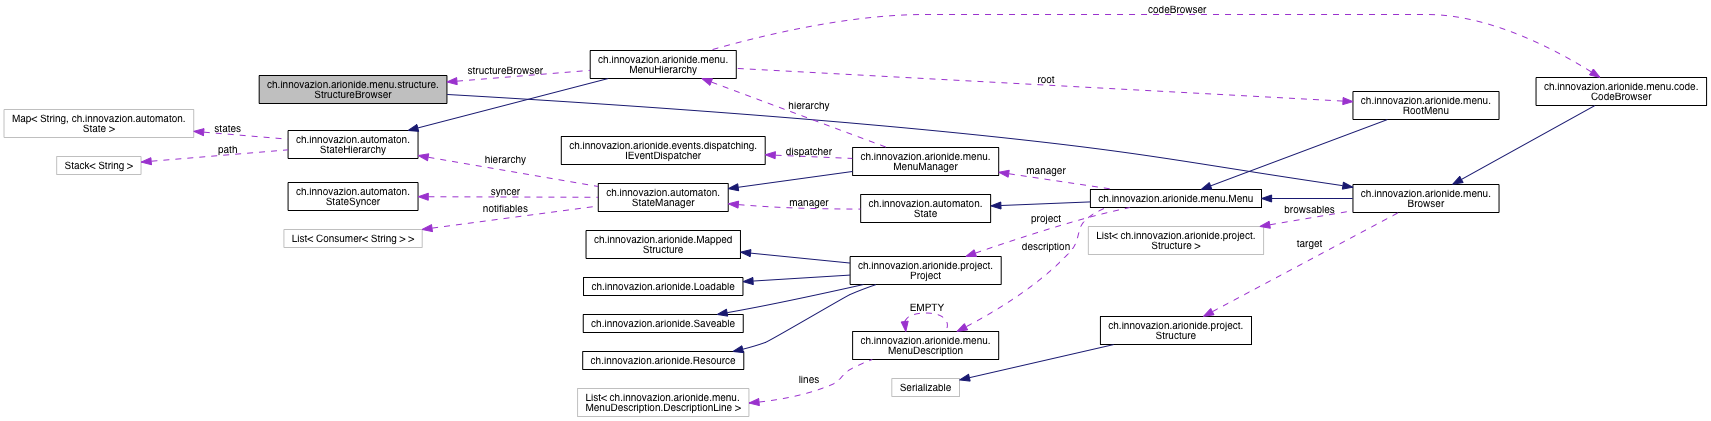 codeBrowser
ch.innovazion.arionide.menu.
MenuHierarchy
structureBrowser
root
ch.innovazion.arionide.menu.structure.
StructureBrowser
ch.innovazion.arionide.menu.code.
CodeBrowser
ch.innovazion.arionide.menu.
RootMenu
hierarchy
Map< String, ch.innovazion.automaton.
State >
states
path
Stack< String >
ch.innovazion.automaton.
StateHierarchy
ch.innovazion.arionide.events.dispatching.
IEventDispatcher
dispatcher
ch.innovazion.arionide.menu.
MenuManager
hierarchy
manager
ch.innovazion.automaton.
StateSyncer
syncer
ch.innovazion.automaton.
StateManager
manager
ch.innovazion.automaton.
State
ch.innovazion.arionide.menu.Menu
ch.innovazion.arionide.menu.
Browser
notifiables
List< Consumer< String > >
browsables
List< ch.innovazion.arionide.project.
Structure >
project
description
target
ch.innovazion.arionide.Mapped
Structure
ch.innovazion.arionide.project.
Project
ch.innovazion.arionide.Loadable
ch.innovazion.arionide.Saveable
EMPTY
ch.innovazion.arionide.menu.
MenuDescription
ch.innovazion.arionide.project.
Structure
ch.innovazion.arionide.Resource
lines
Serializable
List< ch.innovazion.arionide.menu.
MenuDescription.DescriptionLine >